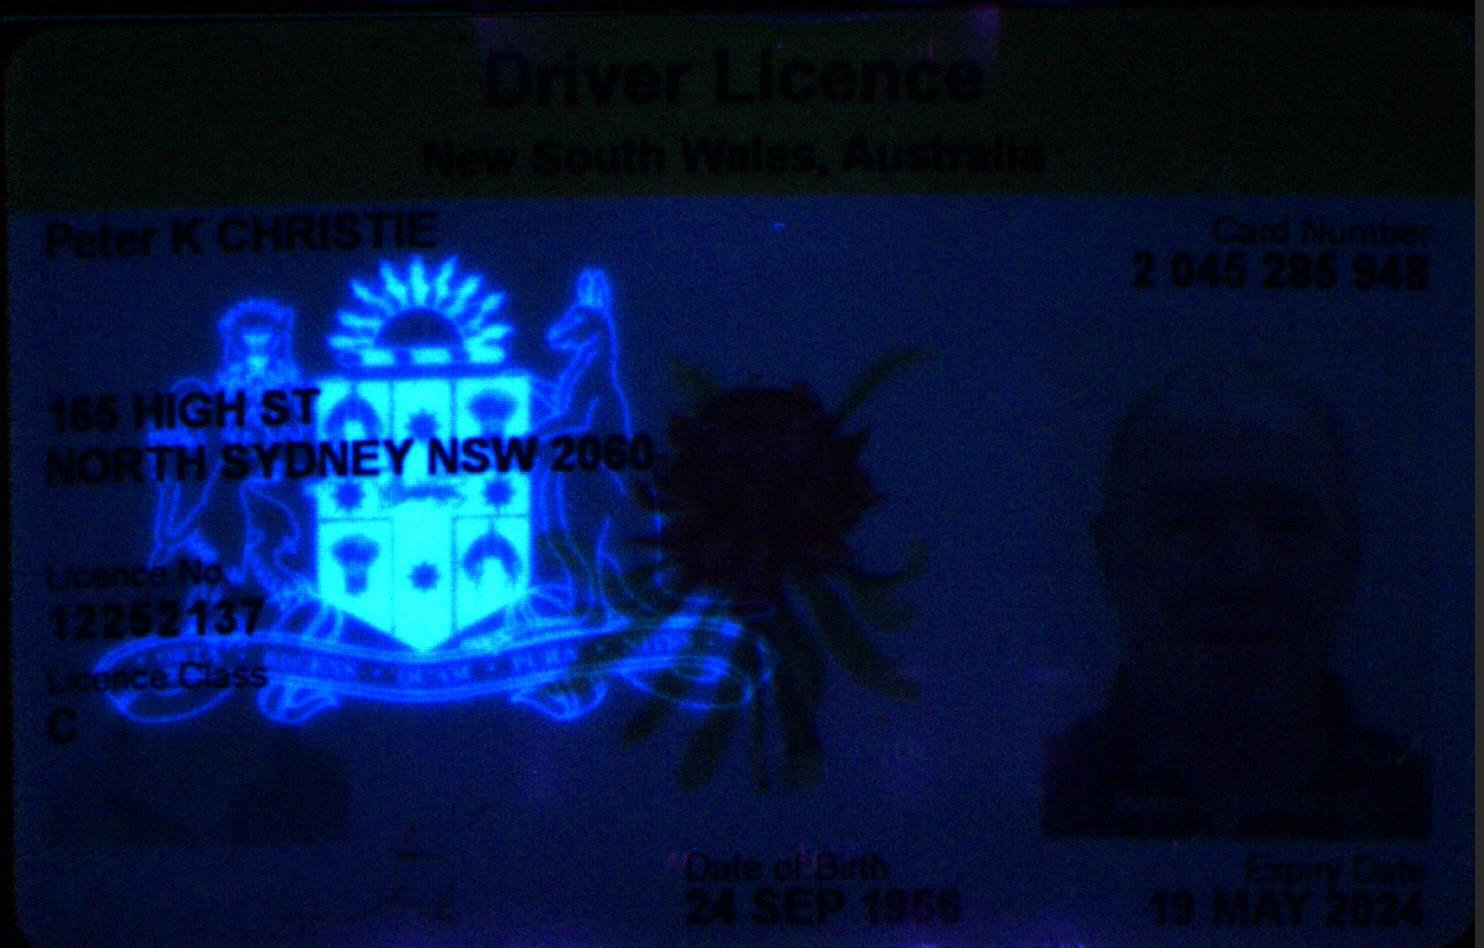 Driver Licence
New South Wales, Australia
Peter K CHRISTIE
Card Number
2 045 285 948
165 HIGH ST
NORTH SYDNEY NSW 2060
Licence No.
12252137
Licence Class
C
Date of Birth
24 SEP 1956
Expiry Date
19 MAY 2024